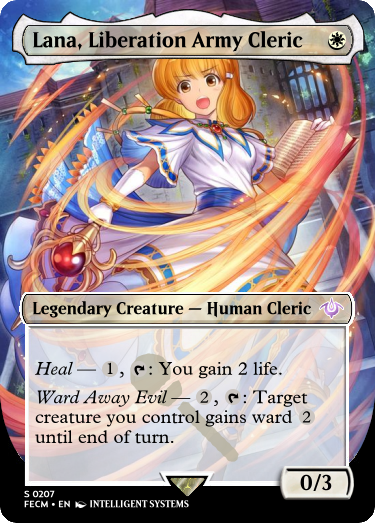 Lana, Liberation Army Cleric
Legendary Creature — Human Cleric
Heal — 1, : You gain 2 life.
Ward Away Evil — 2, : Target
creature you control gains ward 2
until end of turn.
0/3
S 0207
FECM • EN INTELLIGENT SYSTEMS